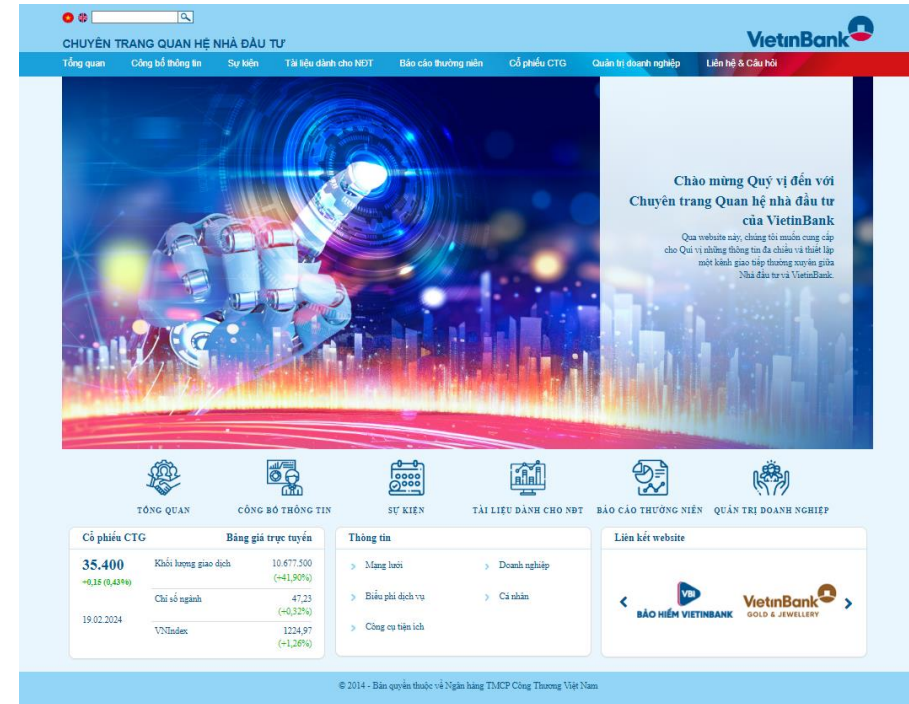 CHUYÊN TRANG QUAN HỆ NHÀ ĐẦU TƯ
VietinBank
Tổng quan Công bố thông tin Sự kiện Tài liệu dành cho NĐT Báo cáo thường niên Cổ phiếu CTG Quản trị doanh nghiệp Liên hệ & Câu hỏi
Chào mừng Quý vị đến với
Chuyên trang Quan hệ nhà đầu tư
của VietinBank
Qua website này, chúng tôi muốn cung cấp
cho Quí vị những thông tin đa chiều và thiết lập
một kênh giao tiếp thường xuyên giữa
Nhà đầu tư và VietinBank.
TỔNG QUAN CÔNG BỐ THÔNG TIN SỰ KIỆN TÀI LIỆU DÀNH CHO NĐT BÁO CÁO THƯỜNG NIÊN QUẢN TRỊ DOANH NGHIỆP
Cổ phiếu CTG Bảng giá trực tuyến
35.400
+0,15 (0,43%)
19.02.2024
Khối lượng giao dịch 10.677.500
(+41,90%)
Chỉ số ngành 47,23
(+0,32%)
VNIndex 1224,97
(+1,26%)
Thông tin
Mạng lưới Doanh nghiệp
Biểu phí dịch vụ Cá nhân
Công cụ tiện ích
Liên kết website
VBI
BẢO HIỂM VIETINBANK
VietinBank
GOLD & JEWELLERY
© 2014 - Bản quyền thuộc về Ngân hàng TMCP Công Thương Việt Nam